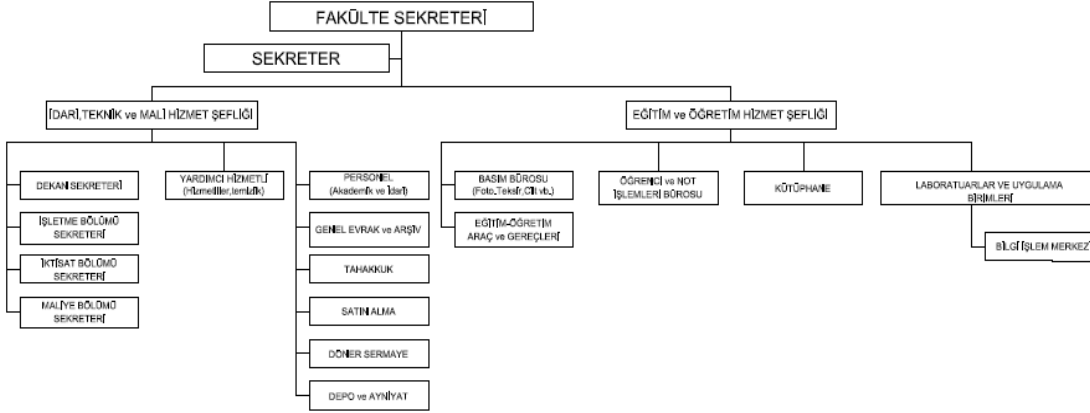 FAKÜLTE SEKRETERİ
SEKRETER
İDARİ,TEKNİK ve MALİ HİZMET ŞEFLİĞİ
EĞİTİM ve ÖĞRETİM HİZMET ŞEFLİĞİ
DEKAN SEKRETERİ
İŞLETME BÖLÜMÜ
SEKRETERİ
İKTİSAT BÖLÜMÜ
SEKRETERİ
MALİYE BÖLÜMÜ
SEKRETERİ
YARDIMCI HİZMETLİ
(Hizmetliler,temizlik)
PERSONEL
(Akademik ve İdari)
GENEL EVRAK ve ARŞİV
TAHAKKUK
SATIN ALMA
DÖNER SERMAYE
DEPO ve AYNİYAT
BASIM BÜROSU
(Foto.Teksir,Cilt vb.)
EĞİTİM-ÖĞRETİM
ARAÇ ve GEREÇLERİ
ÖĞRENCİ ve NOT
İŞLEMLERİ BÜROSU
KÜTÜPHANE
LABORATUARLAR VE UYGULAMA
BİRİMLERİ
BİLGİ İŞLEM MERKEZİ